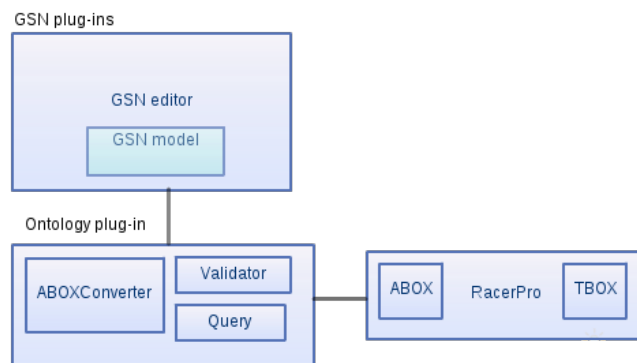 GSN plug-ins
GSN editor
GSN model
Ontology plug-in
ABOXConverter
Validator
Query
ABOX
RacerPro
TBOX